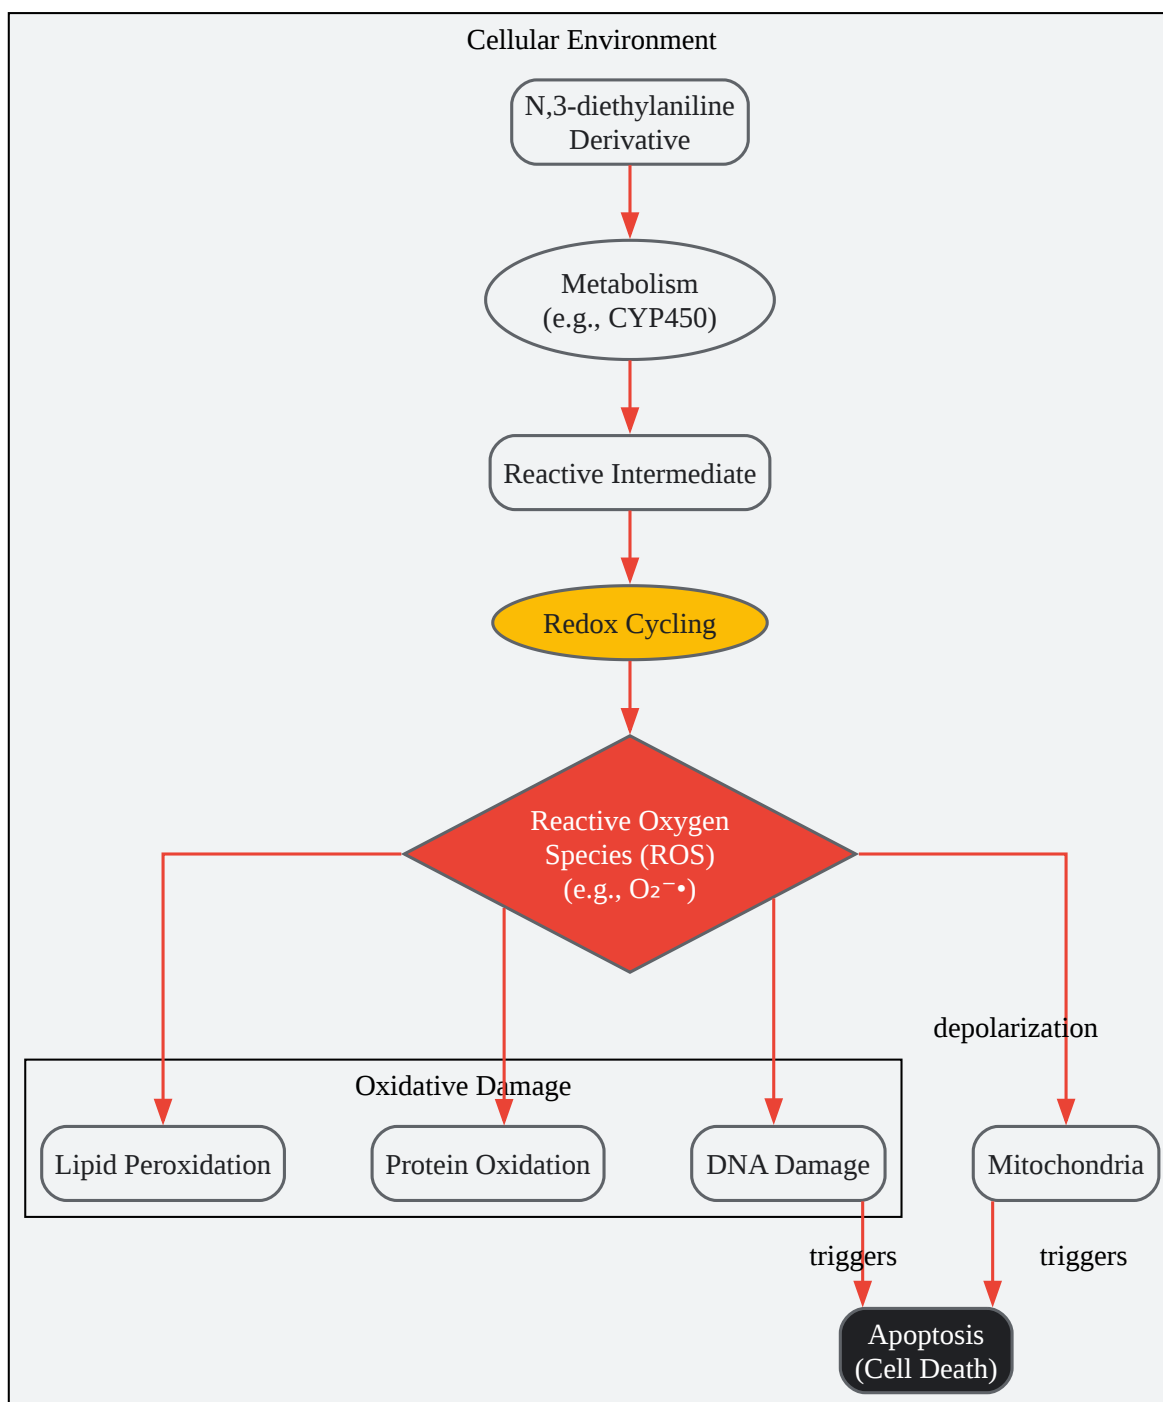 Cellular Environment
N,3-diethylaniline
Derivative
Metabolism
(e.g., CYP450)
Reactive Intermediate
Redox Cycling
Reactive Oxygen
Species (ROS)
(e.g., O₂⁻•)
depolarization
Oxidative Damage
Lipid Peroxidation
Protein Oxidation
DNA Damage
Mitochondria
triggers
triggers
Apoptosis
(Cell Death)